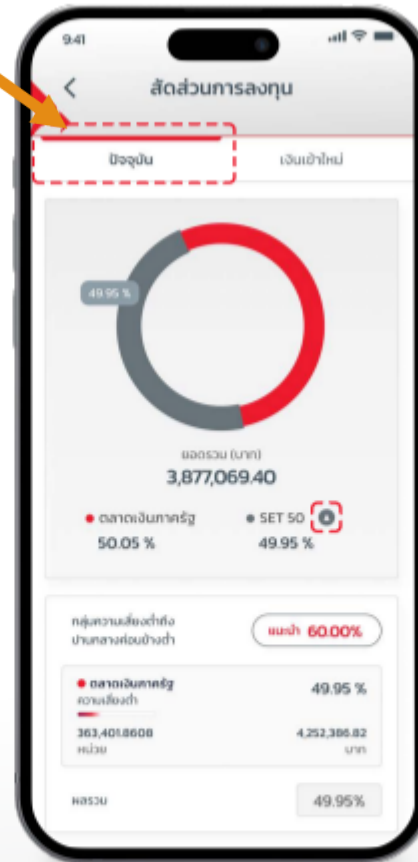 9:41
สัดส่วนการลงทุน
ปัจจุบัน
เงินเข้าใหม่
49.95 %
ยอดรวม (บาท)
3,877,069.40
ตลาดเงินภาครัฐ
SET 50
50.05 %
49.95 %
กลุ่มความเสี่ยงต่ำถึง
ปานกลางค่อนข้างต่ำ
แนะนำ 60.00%
ตลาดเงินภาครัฐ
49.95 %
ความเสี่ยงต่ำ
363,401.8608
4,252,386.82
หน่วย
บาท
ผลรวม
49.95%